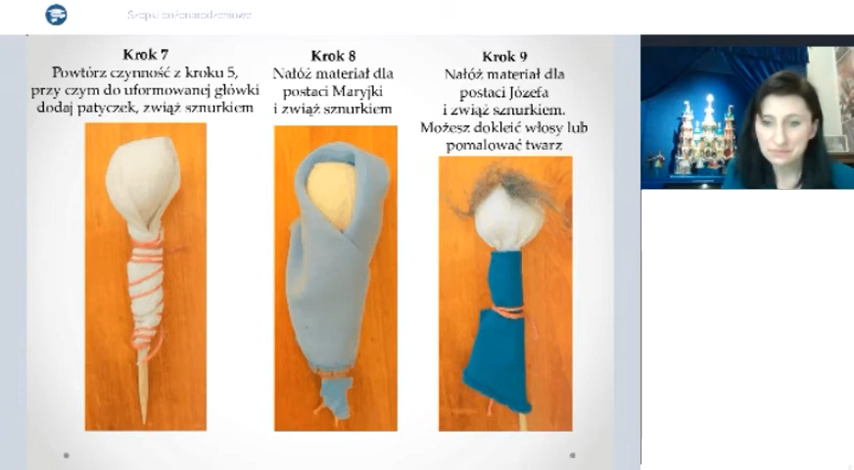 Szopki bożonarodzeniowe
Krok 7
Powtórz czynność z kroku 5,
przy czym do uformowanej główki
dodaj patyczek, zwiąż sznurkiem
Krok 8
Nałóż materiał dla
postaci Maryjki
i zwiąż sznurkiem
Krok 9
Nałóż materiał dla
postaci Józefa
i zwiąż sznurkiem.
Możesz dokleić włosy lub
pomalować twarz